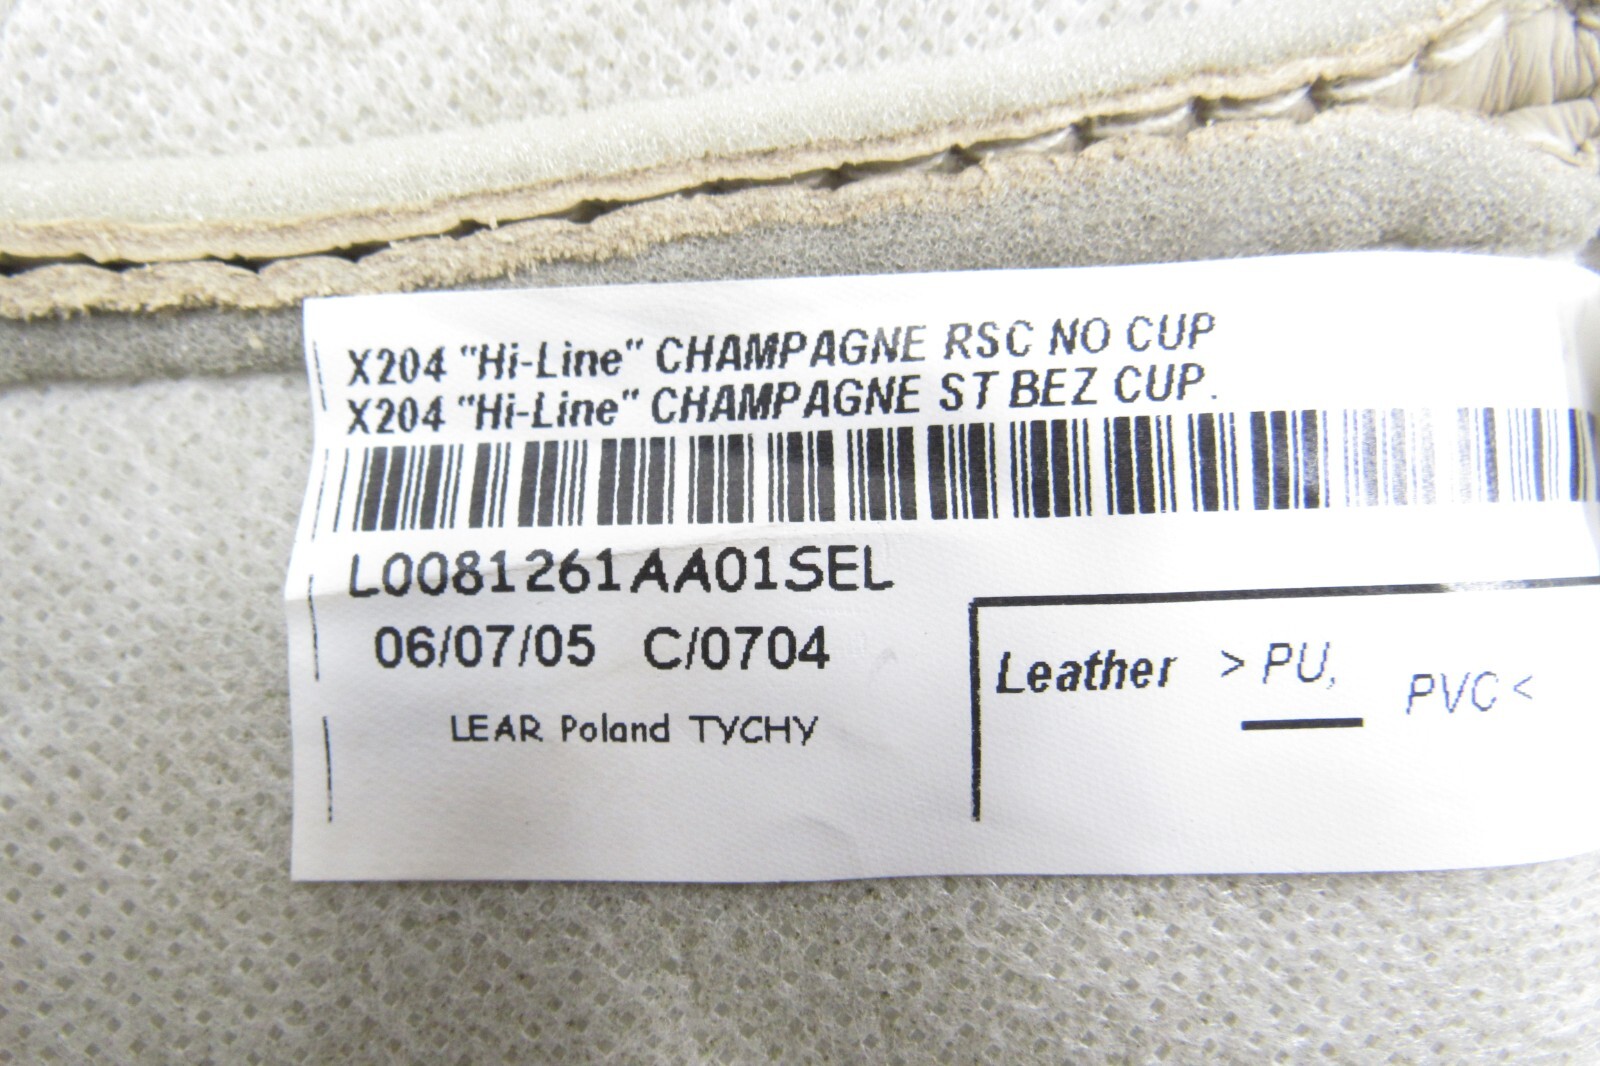 X204 "Hi-Line" CHAMPAGNE RSC NO CUP
X204 "Hi-Line" CHAMPAGNE ST BEZ CUP.
L0081261AA01SEL
06/07/05 C/0704
LEAR Poland TYCHY
Leather >PU, PVC<